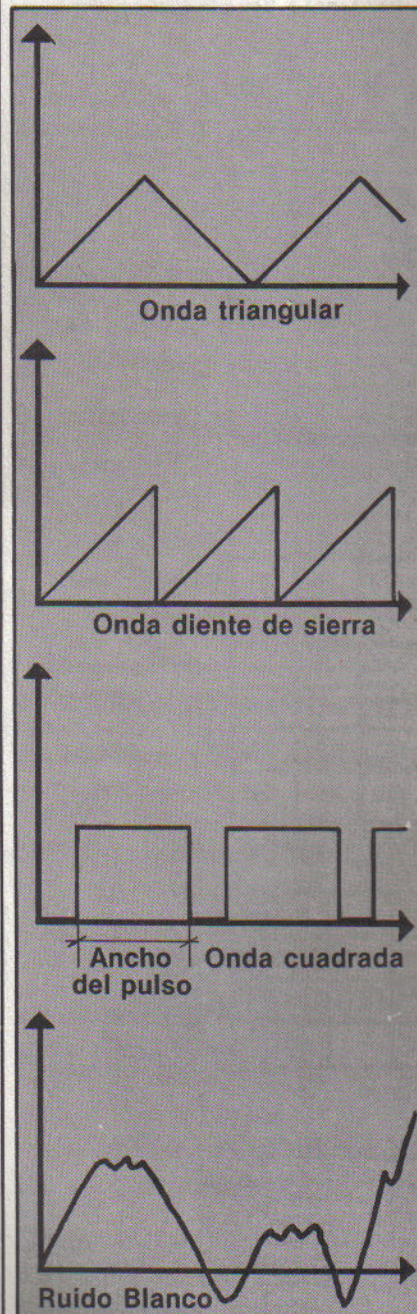 Onda triangular
Onda diente de sierra
Ancho
del pulso
Onda cuadrada
Ruido Blanco